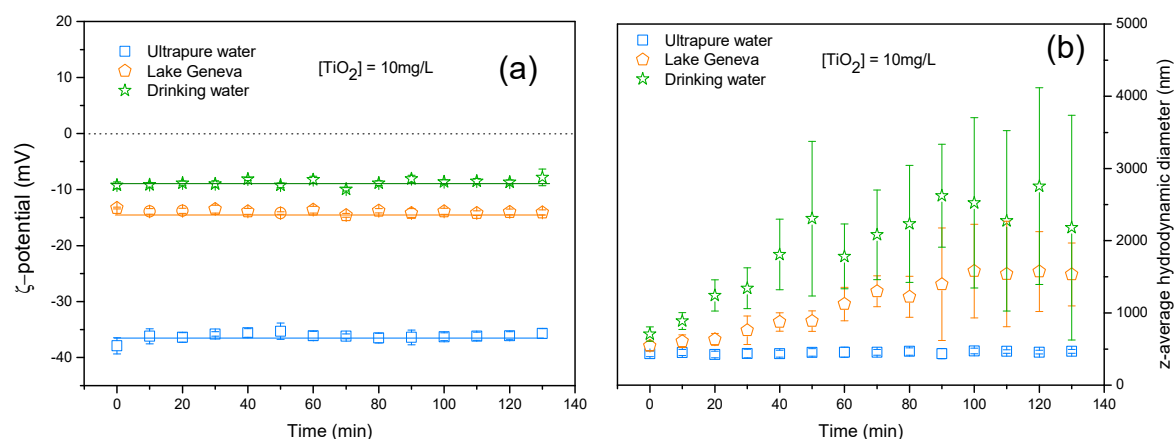 20
10
0
-10
-20
-30
-40
ζ–potential (mV)
Ultrapure water
Lake Geneva
Drinking water
[TiO2] = 10mg/L
(a)
0 20 40 60 80 100 120 140
Time (min)
Ultrapure water
Lake Geneva
Drinking water
[TiO2] = 10mg/L
(b)
5000
4000
3000
2000
1000
0
z-average hydrodynamic diameter (nm)
0 20 40 60 80 100 120 140
Time (min)